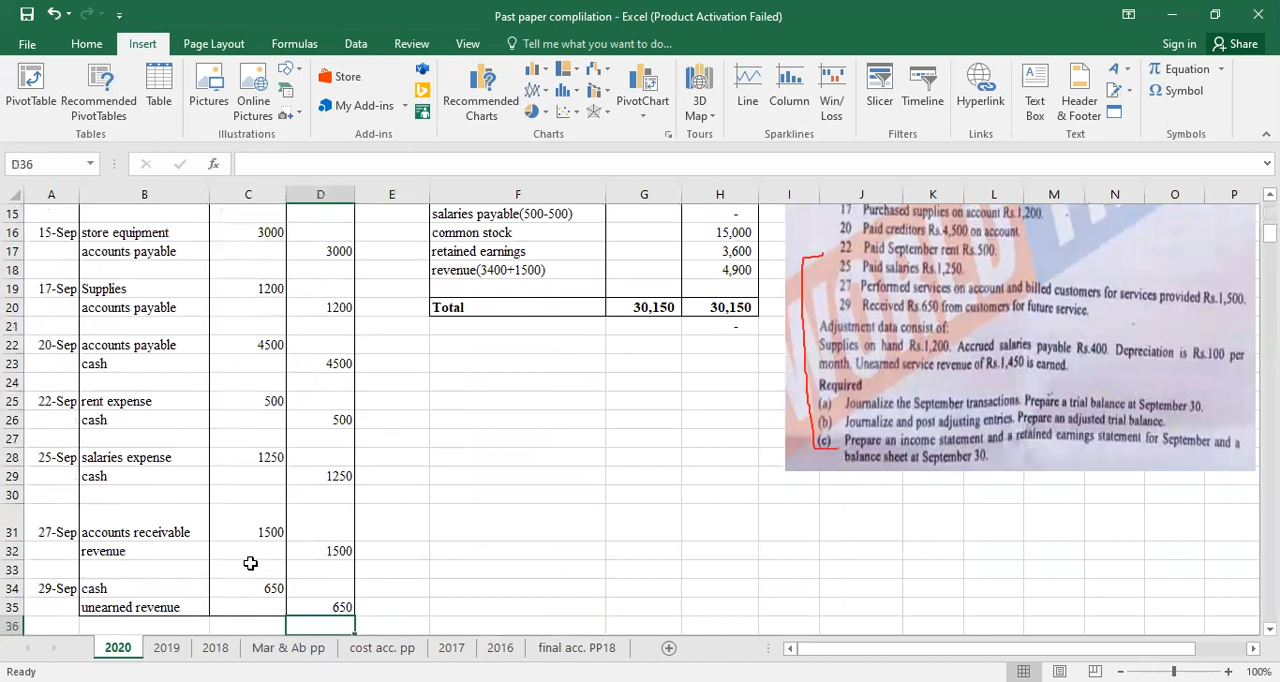 Past paper complilation - Excel (Product Activation Failed)
File Home Insert Page Layout Formulas Data Review View Tell me what you want to do... Sign in Share
PivotTable Recommended PivotTables Table
Tables
Pictures Online Pictures
Illustrations
Store
My Add-ins
Add-ins
Recommended Charts
PivotChart
Charts
3D Map
Tours
Line Column Win/Loss
Sparklines
Slicer Timeline
Filters
Hyperlink
Links
Text Box Header & Footer
Text
Equation
Symbol
Symbols
D36 fx
A B C D E F G H I J K L M N O P
15 salaries payable(500-500) -
16 15-Sep store equipment 3000 common stock 15,000
17 accounts payable 3000 retained earnings 3,600
18 revenue(3400+1500) 4,900
19 17-Sep Supplies 1200
20 accounts payable 1200 Total 30,150 30,150
21 -
22 20-Sep accounts payable 4500
23 cash 4500
24
25 22-Sep rent expense 500
26 cash 500
27
28 25-Sep salaries expense 1250
29 cash 1250
30
31 27-Sep accounts receivable 1500
32 revenue 1500
33
34 29-Sep cash 650
35 unearned revenue 650
36
17 Purchased supplies on account Rs.1,200.
20 Paid creditors Rs.4,500 on account.
22 Paid September rent Rs.500.
25 Paid salaries Rs.1,250.
27 Performed services on account and billed customers for services provided Rs.1,500.
29 Received Rs.650 from customers for future service.
Adjustment data consist of:
Supplies on hand Rs.1,200. Accrued salaries payable Rs.400. Depreciation is Rs.100 per
month. Unearned service revenue of Rs.1,450 is earned.
Required
(a) Journalize the September transactions. Prepare a trial balance at September 30.
(b) Journalize and post adjusting entries. Prepare an adjusted trial balance.
(c) Prepare an income statement and a retained earnings statement for September and a
balance sheet at September 30.
2020 2019 2018 Mar & Ab pp cost acc. pp 2017 2016 final acc. PP18
Ready 100%